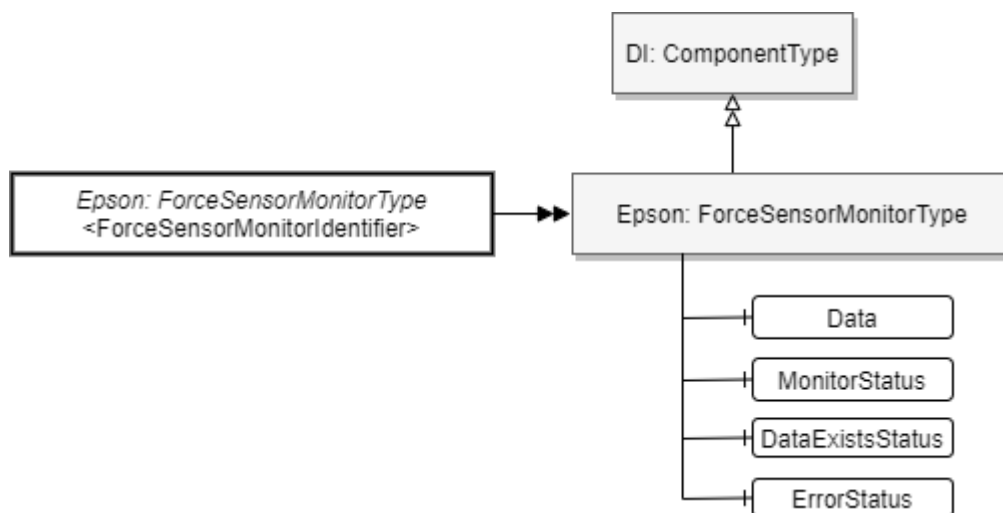 DI: ComponentType
Epson: ForceSensorMonitorType
<ForceSensorMonitorIdentifier>
Epson: ForceSensorMonitorType
Data
MonitorStatus
DataExistsStatus
ErrorStatus